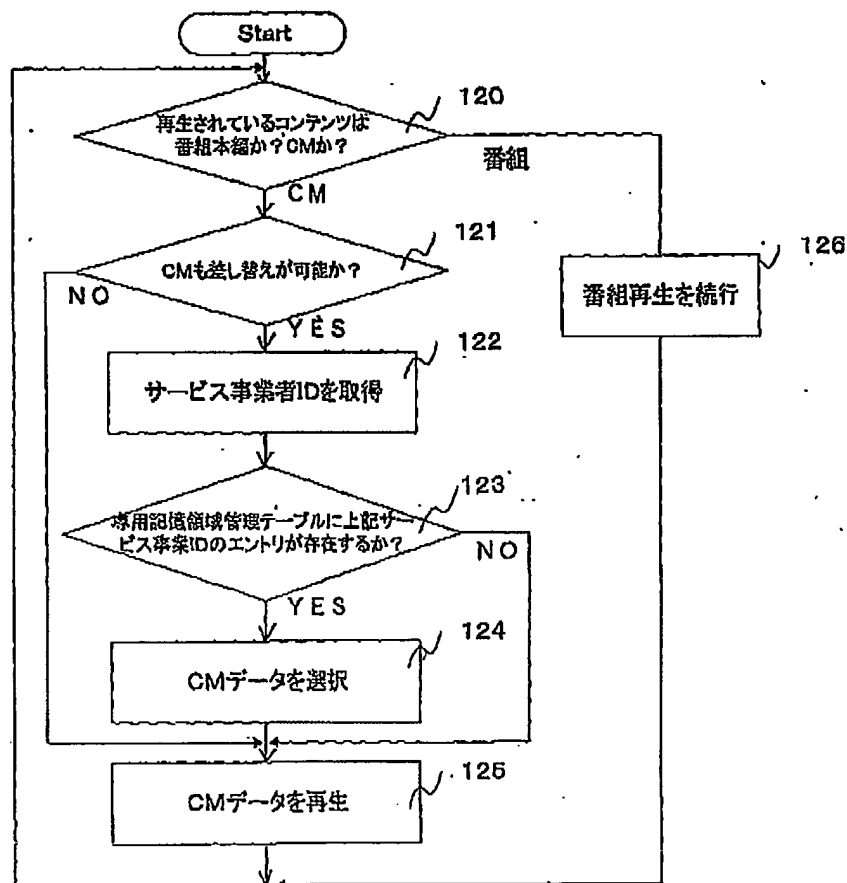 Start
120
再生されているコンテンツは
番組本編か？CMか？
番組
CM
121
CMも差し替えが可能か？
NO
YES
126
番組再生を続行
122
サービス事業者IDを取得
123
専用記憶領域管理テーブルに上記サー
ビス事業IDのエントリが存在するか？
NO
YES
124
CMデータを選択
125
CMデータを再生